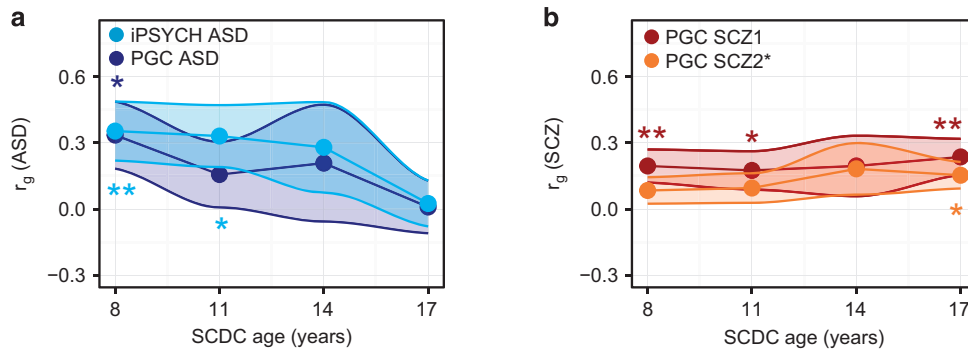 a
iPSYCH ASD
PGC ASD
*
**
*
0.6
0.3
0.0
−0.3
r_g (ASD)
8 11 14 17
SCDC age (years)
b
PGC SCZ1
PGC SCZ2*
** * **
*
0.6
0.3
0.0
−0.3
r_g (SCZ)
8 11 14 17
SCDC age (years)